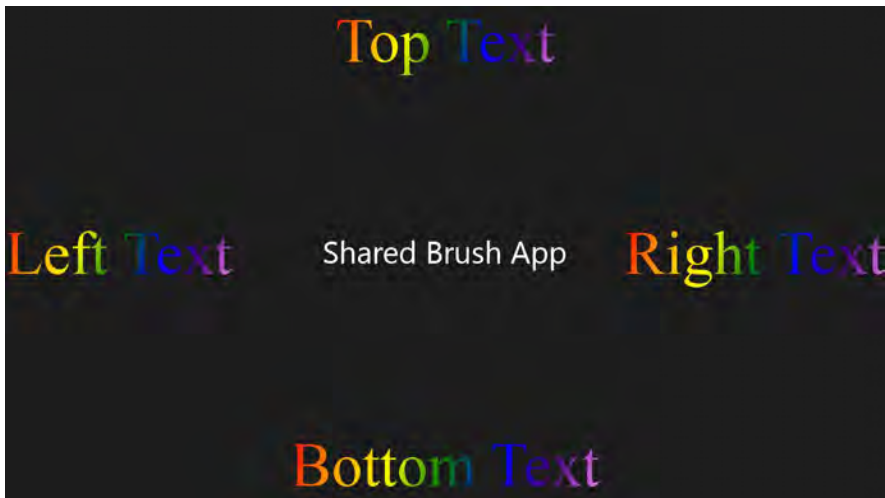 Top Text
Left Text
Shared Brush App
Right Text
Bottom Text